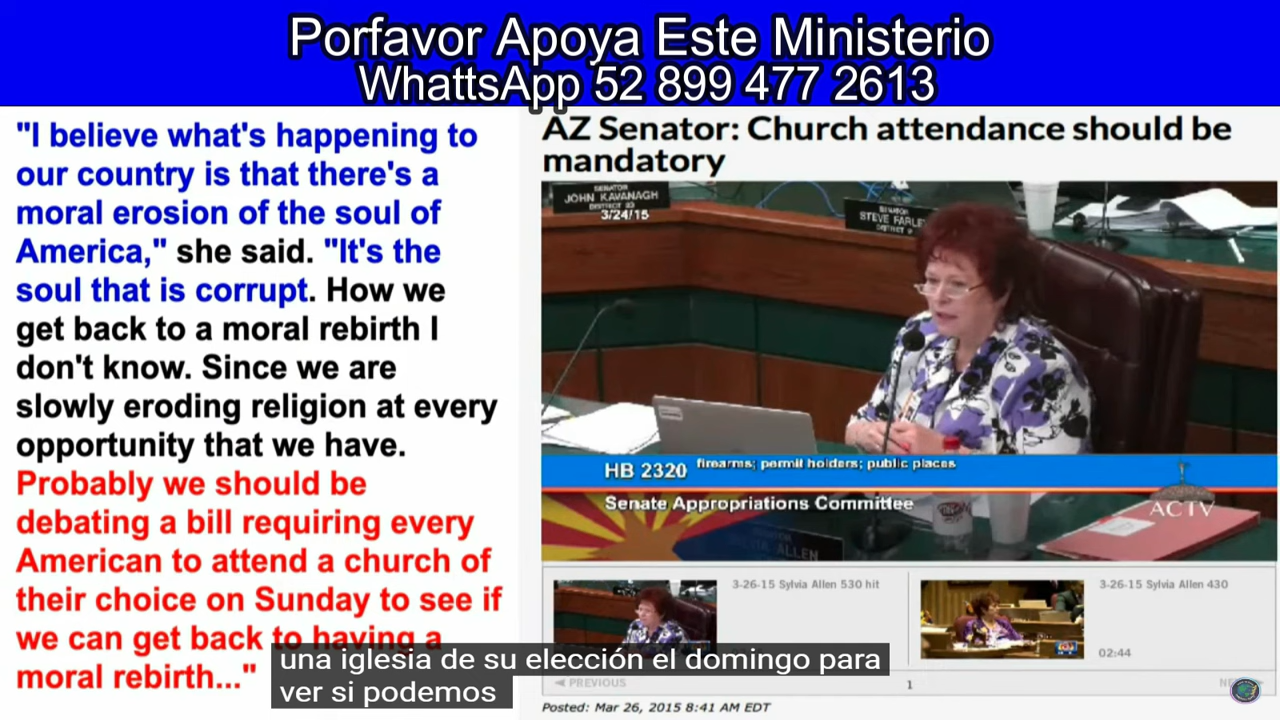 Porfavor Apoya Este Ministerio
WhattsApp 52 899 477 2613
"I believe what's happening to
our country is that there's a
moral erosion of the soul of
America," she said. "It's the
soul that is corrupt. How we
get back to a moral rebirth I
don't know. Since we are
slowly eroding religion at every
opportunity that we have.
Probably we should be
debating a bill requiring every
American to attend a church of
their choice on Sunday to see if
we can get back to having a
moral rebirth..."
AZ Senator: Church attendance should be
mandatory
SENATOR
JOHN KAVANAGH
DISTRICT 23
3/24/15
SENATOR
STEVE FARLEY
DISTRICT 9
HB 2320 firearms; permit holders; public places
Senate Appropriations Committee
ACTV
ALLEN
3-26-15 Sylvia Allen 530 hit
3-26-15 Sylvia Allen 430
02:44
◄ PREVIOUS
1
Posted: Mar 26, 2015 8:41 AM EDT
una iglesia de su elección el domingo para
ver si podemos